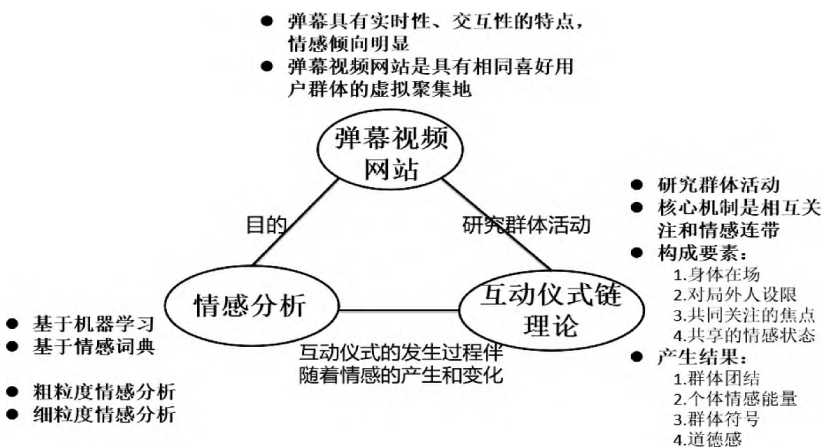 ● 弹幕具有实时性、交互性的特点，
情感倾向明显
● 弹幕视频网站是具有相同喜好用
户群体的虚拟聚集地
弹幕视频
网站
目的
研究群体活动
情感分析
互动仪式链
理论
互动仪式的发生过程伴
随着情感的产生和变化
● 基于机器学习
● 基于情感词典
● 粗粒度情感分析
● 细粒度情感分析
● 研究群体活动
● 核心机制是相互关
注和情感连带
● 构成要素：
1.身体在场
2.对局外人设限
3.共同关注的焦点
4.共享的情感状态
● 产生结果：
1.群体团结
2.个体情感能量
3.群体符号
4.道德感